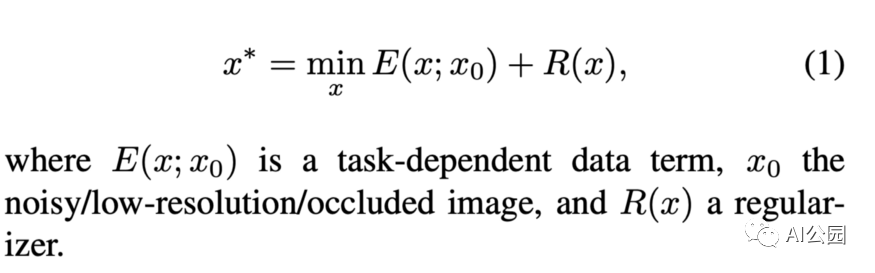 x* = min E(x; x₀) + R(x), (1)
x
where E(x; x₀) is a task-dependent data term, x₀ the
noisy/low-resolution/occluded image, and R(x) a regular-
izer.
AI公园